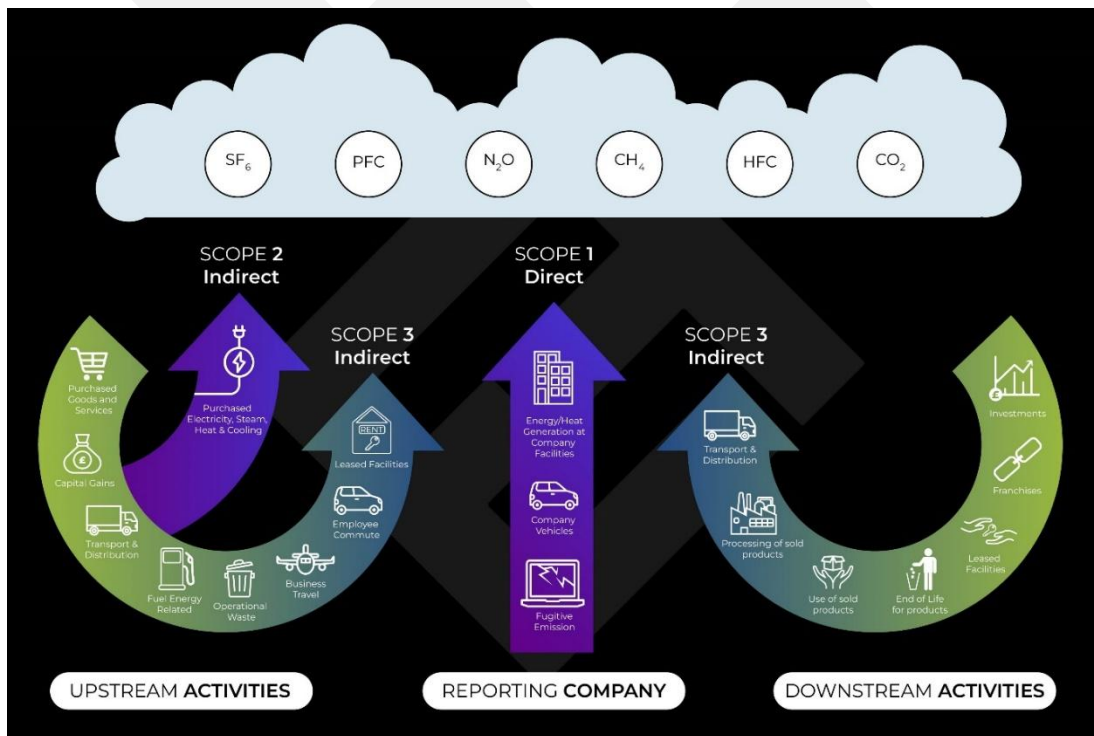 SF6
PFC
N2O
CH4
HFC
CO2
SCOPE 2
Indirect
SCOPE 1
Direct
SCOPE 3
Indirect
SCOPE 3
Indirect
Purchased
Goods and
Services
Capital Gains
Transport &
Distribution
Fuel Energy
Related
Operational
Waste
Business
Travel
Employee
Commute
RENT
Leased Facilities
Purchased
Electricity, Steam,
Heat & Cooling
Energy/Heat
Generation at
Company
Facilities
Company
Vehicles
Fugitive
Emission
Transport &
Distribution
Processing of sold
products
Use of sold
products
End of Life
for products
Leased
Facilities
Franchises
Investments
£
£
UPSTREAM ACTIVITIES
REPORTING COMPANY
DOWNSTREAM ACTIVITIES